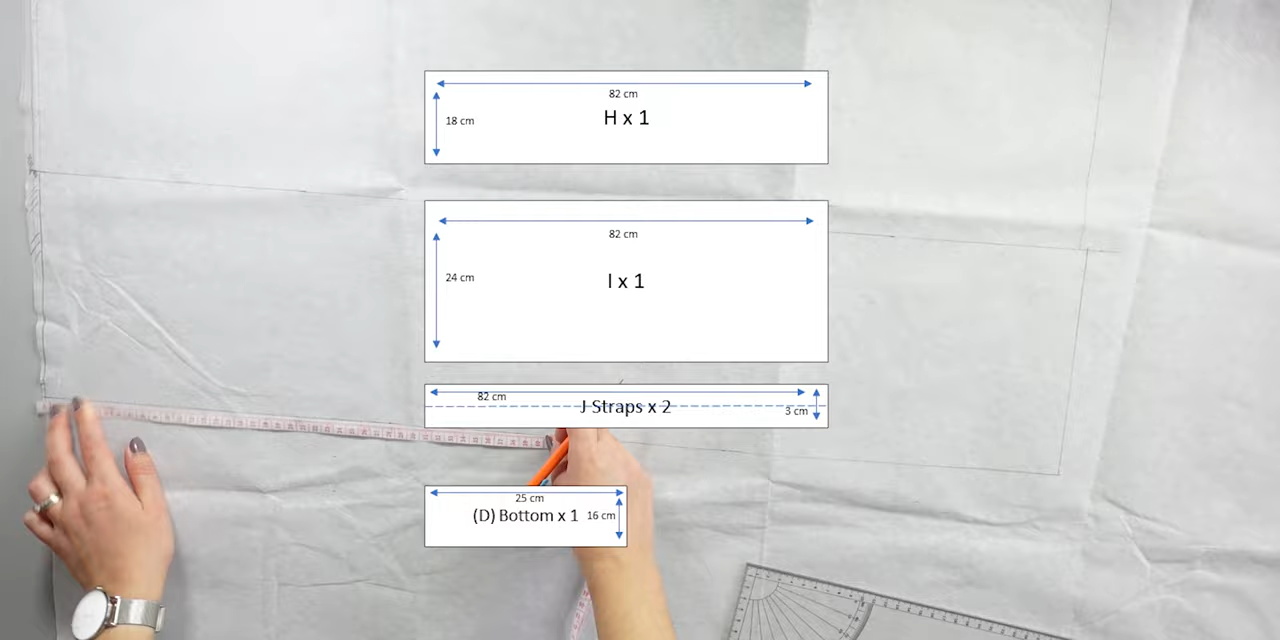 82 cm
18 cm
H x 1
82 cm
24 cm
I x 1
82 cm
J Straps x 2
3 cm
25 cm
(D) Bottom x 1
16 cm